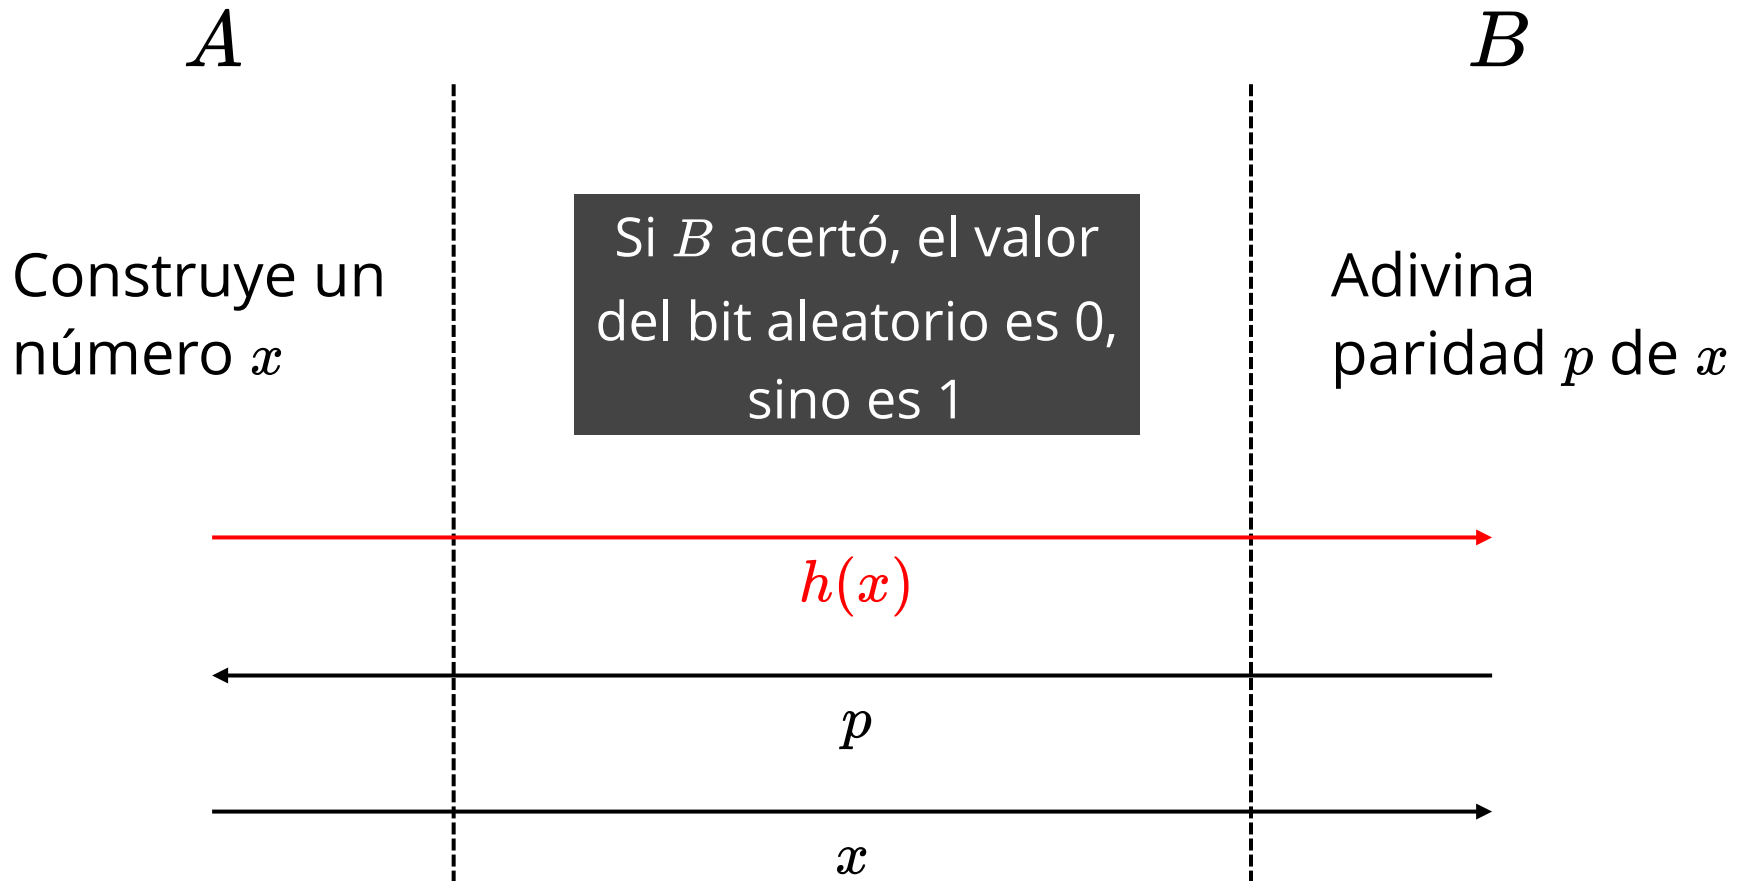 A
B
Construye un
número x
Si B acertó, el valor
del bit aleatorio es 0,
sino es 1
Adivina
paridad p de x
h(x)
p
x